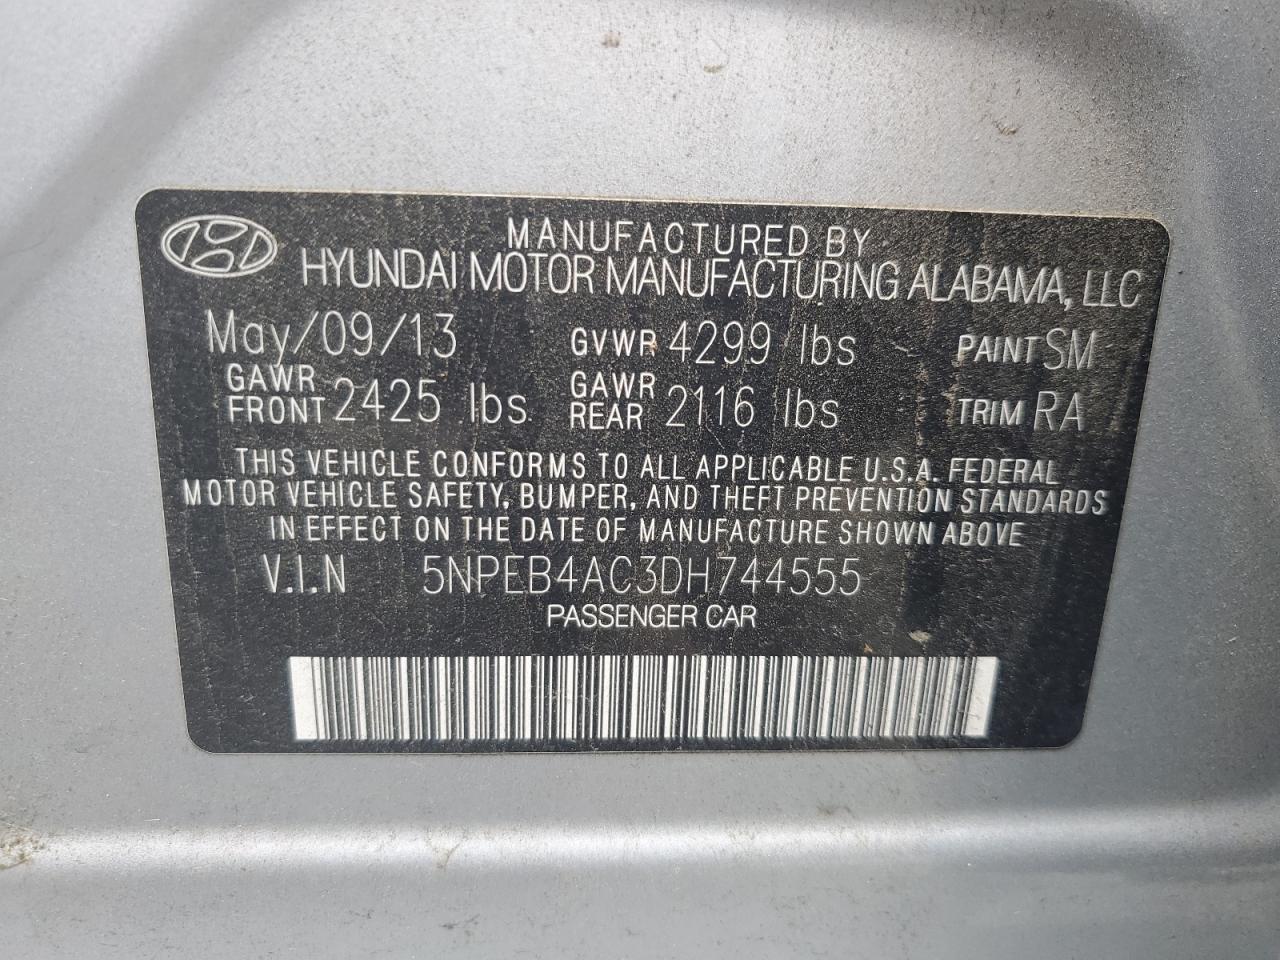 MANUFACTURED BY
HYUNDAI MOTOR MANUFACTURING ALABAMA, LLC
May/09/13 GVWR 4299 lbs PAINT SM
GAWR FRONT 2425 lbs GAWR REAR 2116 lbs TRIM RA
THIS VEHICLE CONFORMS TO ALL APPLICABLE U.S.A. FEDERAL
MOTOR VEHICLE SAFETY, BUMPER, AND THEFT PREVENTION STANDARDS
IN EFFECT ON THE DATE OF MANUFACTURE SHOWN ABOVE
V.I.N 5NPEB4AC3DH744555
PASSENGER CAR